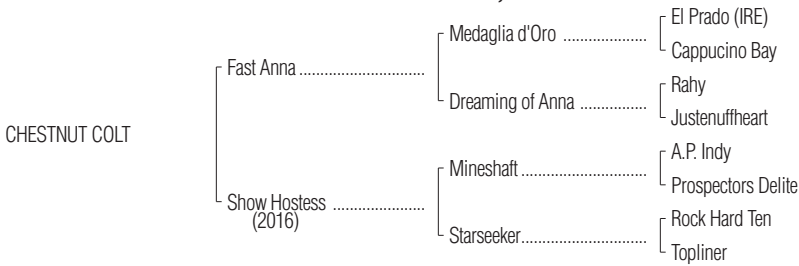 El Prado (IRE)
Medaglia d'Oro ....................
Cappucino Bay
Fast Anna ..............................
Rahy
Dreaming of Anna ................
Justenuffheart
CHESTNUT COLT
A.P. Indy
Mineshaft ..............................
Prospectors Delite
Show Hostess ......................
(2016)
Rock Hard Ten
Starseeker..............................
Topliner